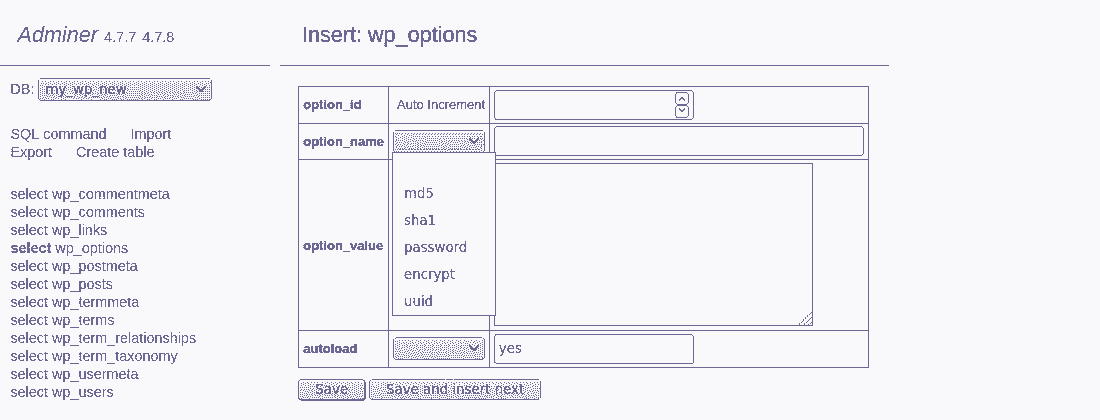 Adminer 4.7.7 4.7.8
Insert: wp_options
DB: my_wp_new
SQL command Import
Export Create table
select wp_commentmeta
select wp_comments
select wp_links
select wp_options
select wp_postmeta
select wp_posts
select wp_termmeta
select wp_terms
select wp_term_relationships
select wp_term_taxonomy
select wp_usermeta
select wp_users
option_id Auto Increment
option_name
md5
sha1
password
encrypt
uuid
option_value
autoload yes
Save Save and insert next